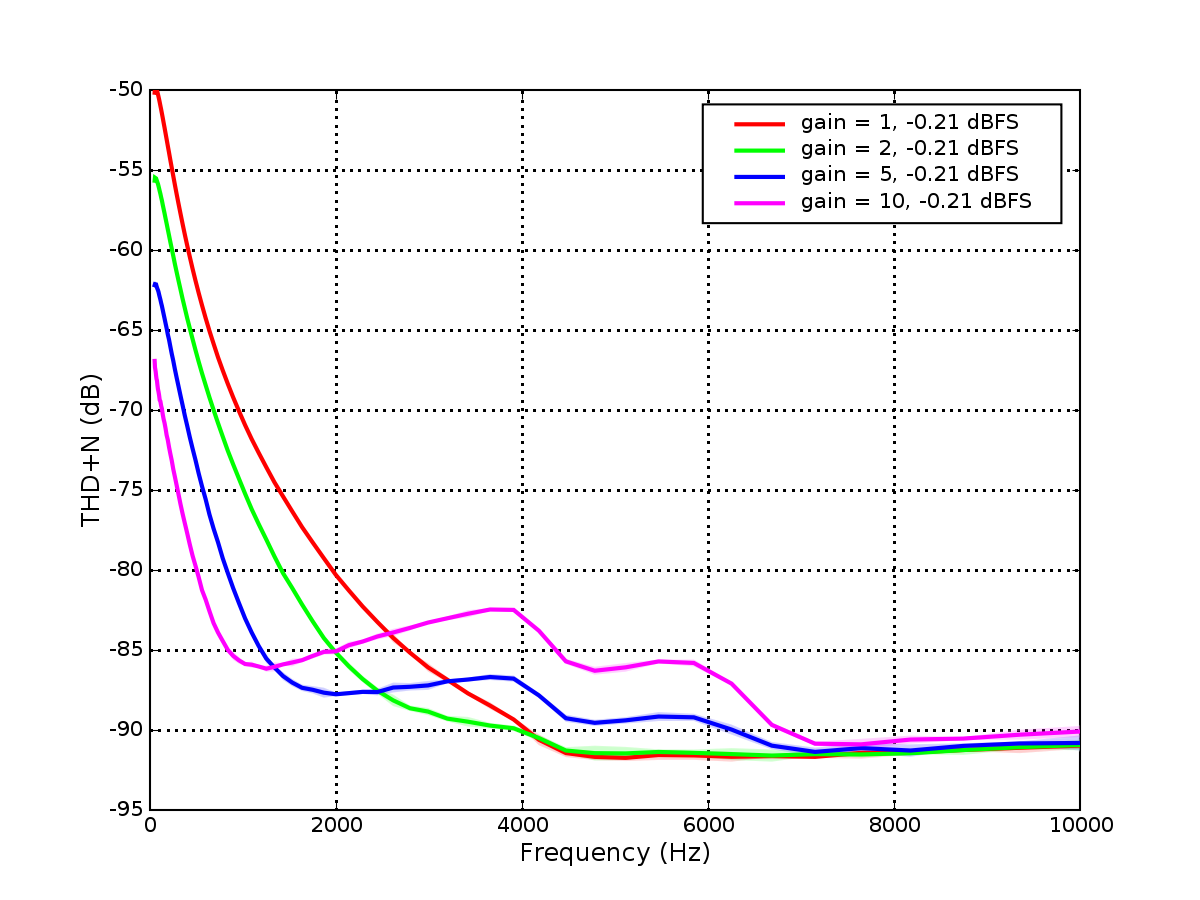 -50
-55
-60
-65
-70
-75
-80
-85
-90
-95
THD+N (dB)
gain = 1, -0.21 dBFS
gain = 2, -0.21 dBFS
gain = 5, -0.21 dBFS
gain = 10, -0.21 dBFS
0 2000 4000 6000 8000 10000
Frequency (Hz)